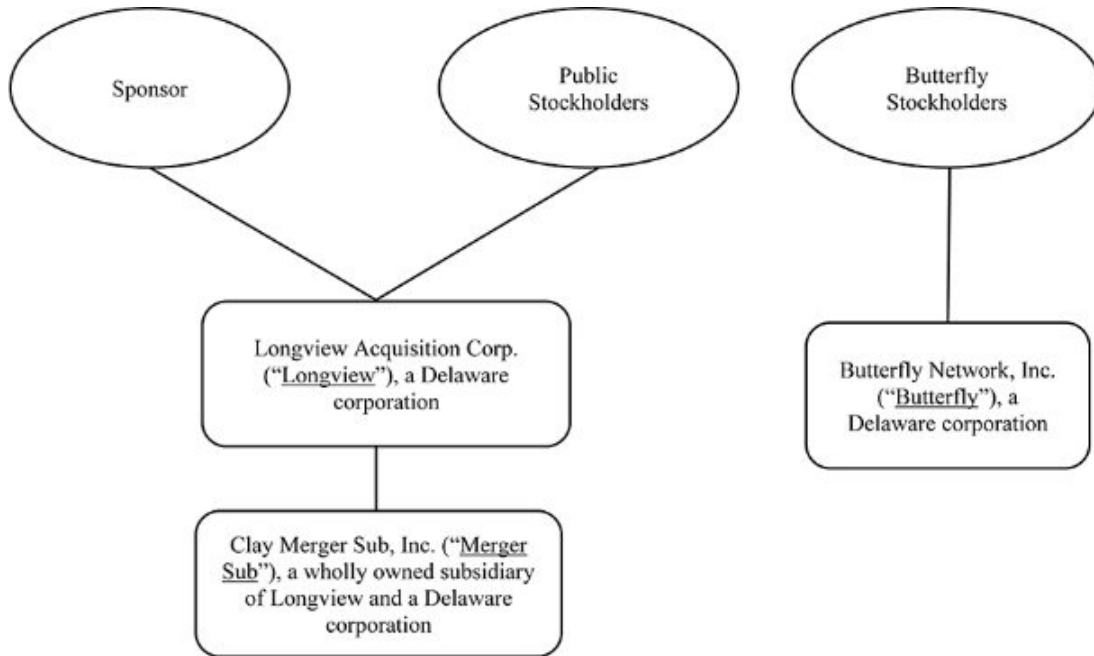 Sponsor
Public
Stockholders
Butterfly
Stockholders
Longview Acquisition Corp.
(“Longview”), a Delaware
corporation
Butterfly Network, Inc.
(“Butterfly”), a
Delaware corporation
Clay Merger Sub, Inc. (“Merger
Sub”), a wholly owned subsidiary
of Longview and a Delaware
corporation